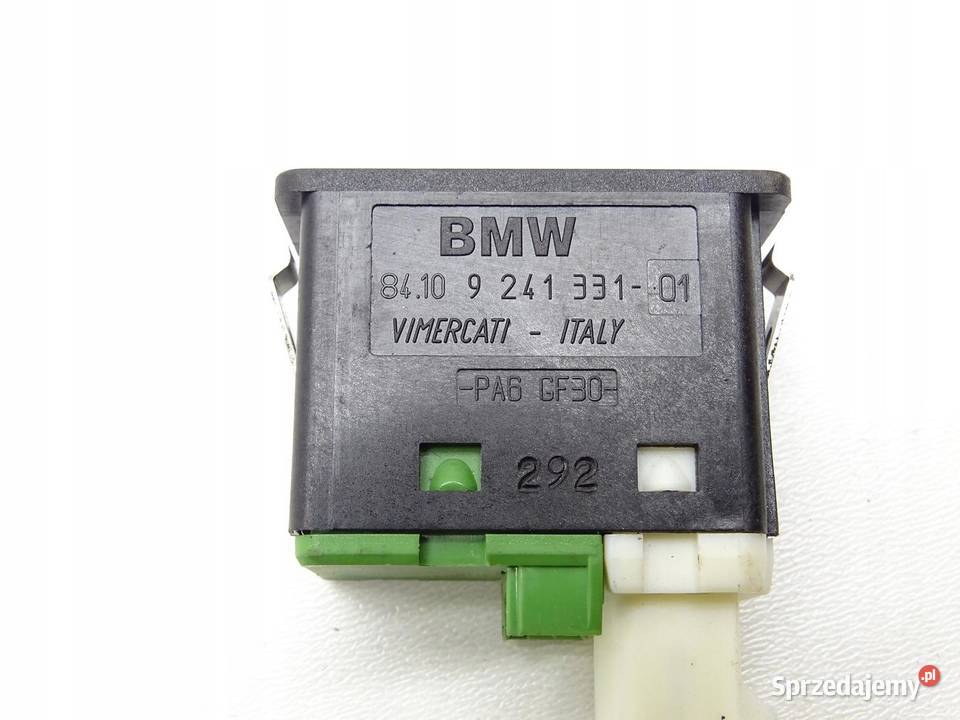 BMW
84.10 9 241 331-01
VIMERCATI - ITALY
-PA6 GF30-
292
Sprzedajemy.pl